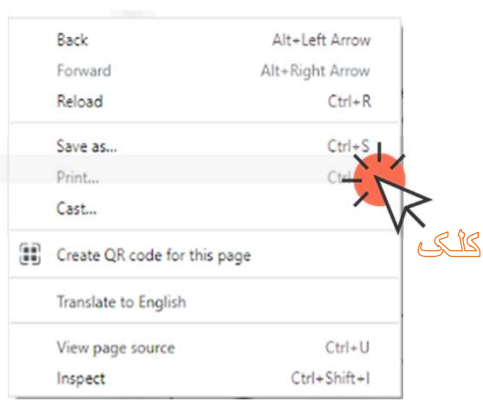 Back Alt+Left Arrow
Forward Alt+Right Arrow
Reload Ctrl+R
Save as... Ctrl+S
Print...
Cast...
Create QR code for this page
Translate to English
View page source Ctrl+U
Inspect Ctrl+Shift+I
کلک